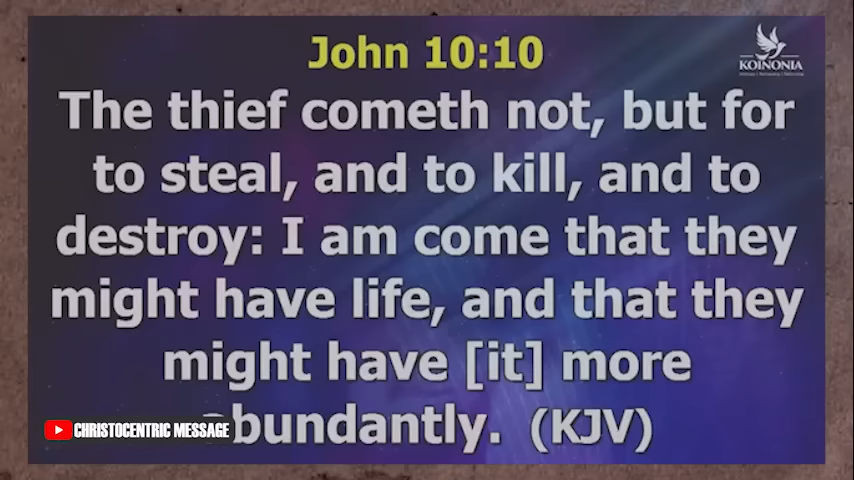 John 10:10
KOINONIA
The thief cometh not, but for
to steal, and to kill, and to
destroy: I am come that they
might have life, and that they
might have [it] more
bundantly. (KJV)
CHRISTOCENTRIC MESSAGE